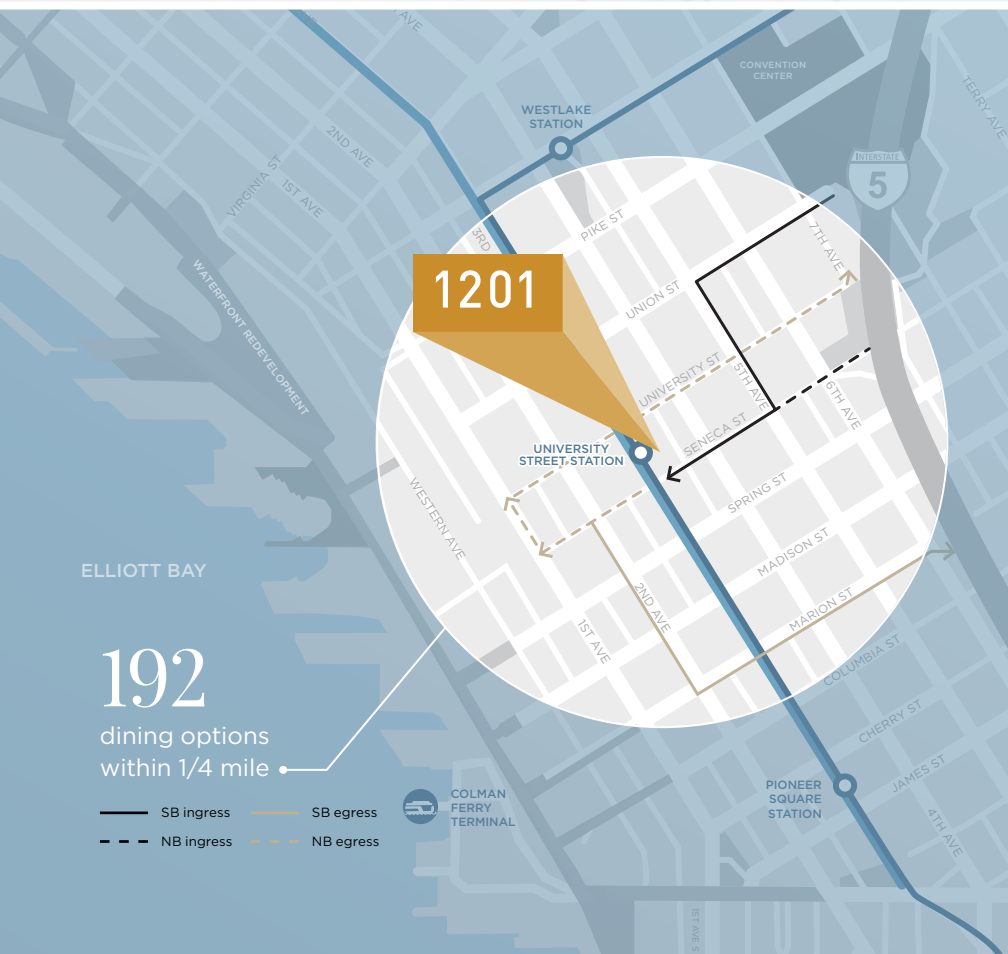 AVE
CONVENTION
CENTER
TERRY AVE
WESTLAKE
STATION
2ND AVE
VIRGINIA ST
1ST AVE
INTERSTATE
5
3RD
PIKE ST
7TH AVE
WATERFRONT REDEVELOPMENT
1201
UNION ST
UNIVERSITY ST
5TH AVE
6TH AVE
SENECA ST
UNIVERSITY
STREET STATION
SPRING ST
WESTERN AVE
MADISON ST
ELLIOTT BAY
2ND AVE
MARION ST
1ST AVE
COLUMBIA ST
192
dining options
within 1/4 mile
CHERRY ST
JAMES ST
PIONEER
SQUARE
STATION
COLMAN
FERRY
TERMINAL
4TH AVE
SB ingress
SB egress
NB ingress
NB egress
1ST AVE S